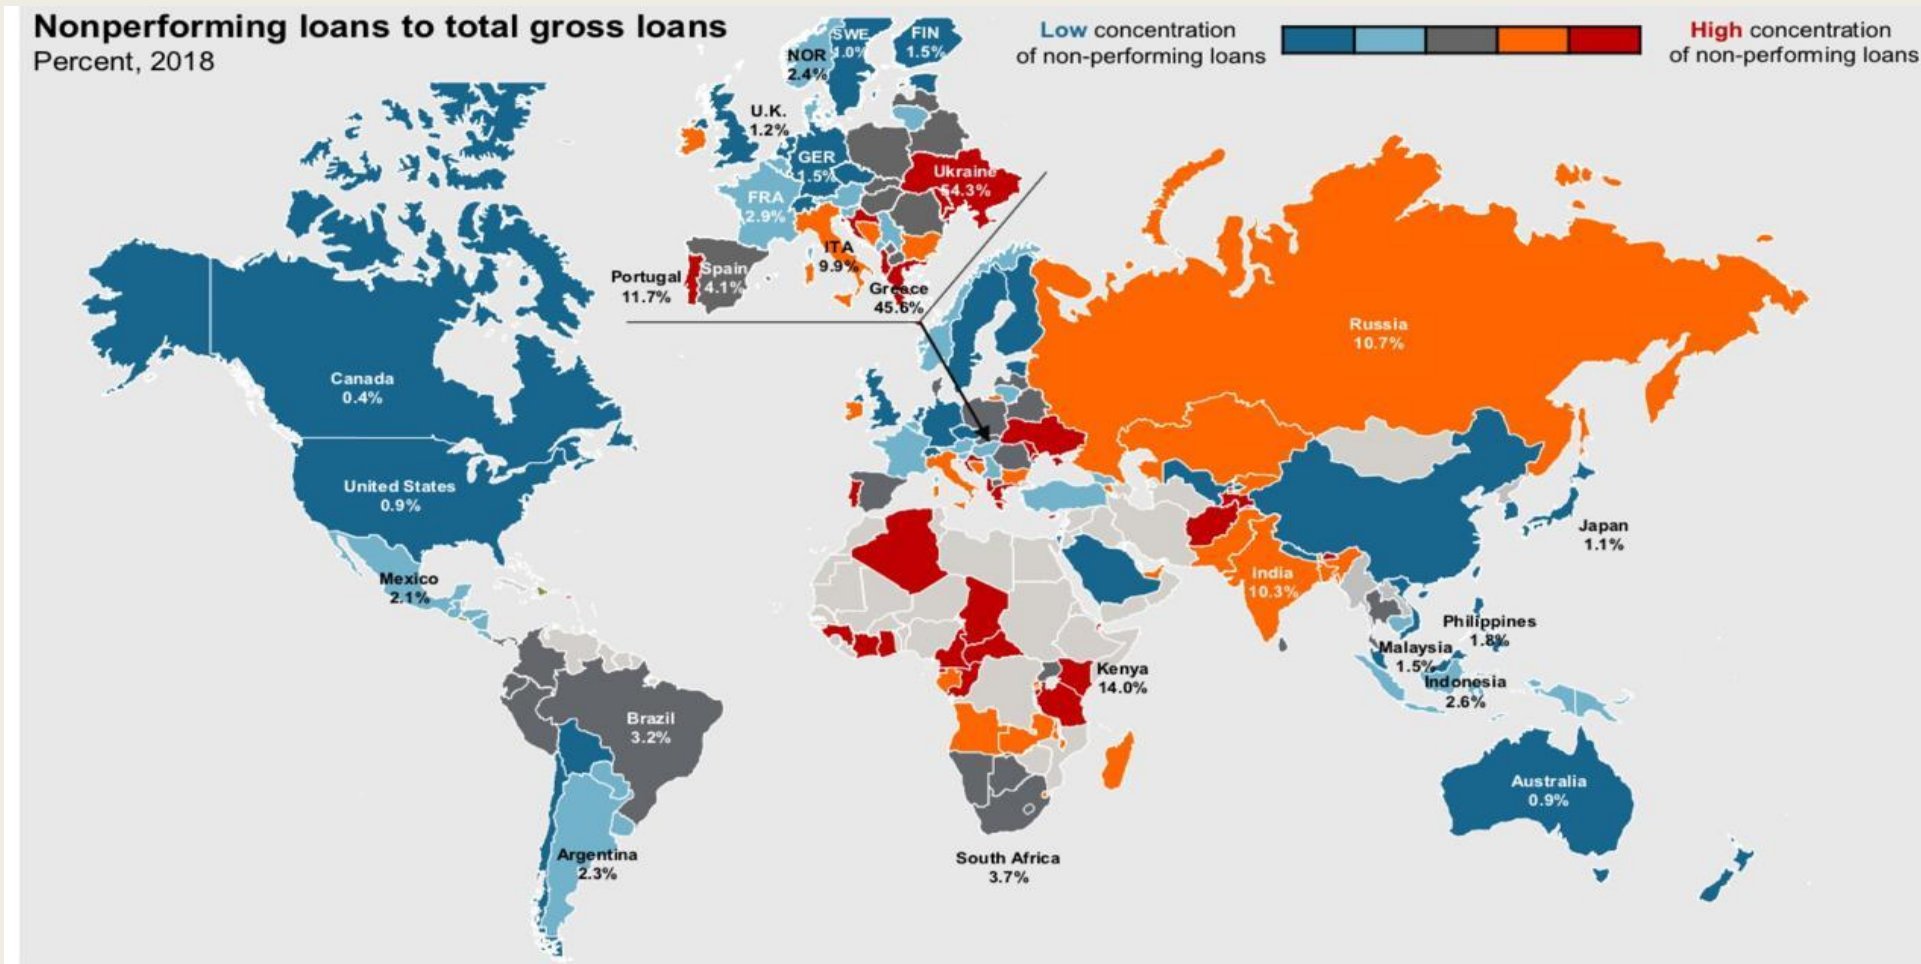 Nonperforming loans to total gross loans
Percent, 2018
Low concentration
of non-performing loans
High concentration
of non-performing loans
SWE
1.0%
FIN
1.5%
NOR
2.4%
U.K.
1.2%
GER
1.5%
Ukraine
54.3%
FRA
2.9%
ITA
9.9%
Portugal
11.7%
Spain
4.1%
Greece
45.6%
Russia
10.7%
Canada
0.4%
United States
0.9%
Japan
1.1%
Mexico
2.1%
India
10.3%
Philippines
1.8%
Malaysia
1.5%
Indonesia
2.6%
Kenya
14.0%
Brazil
3.2%
Australia
0.9%
Argentina
2.3%
South Africa
3.7%